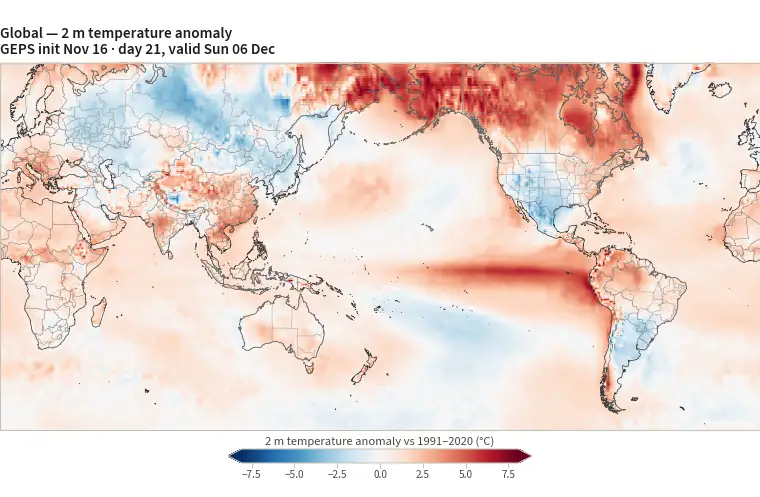 Global — 2 m temperature anomaly
GEPS init Nov 16 · day 21, valid Sun 06 Dec
2 m temperature anomaly vs 1991–2020 (°C)
−7.5 −5.0 −2.5 0.0 2.5 5.0 7.5